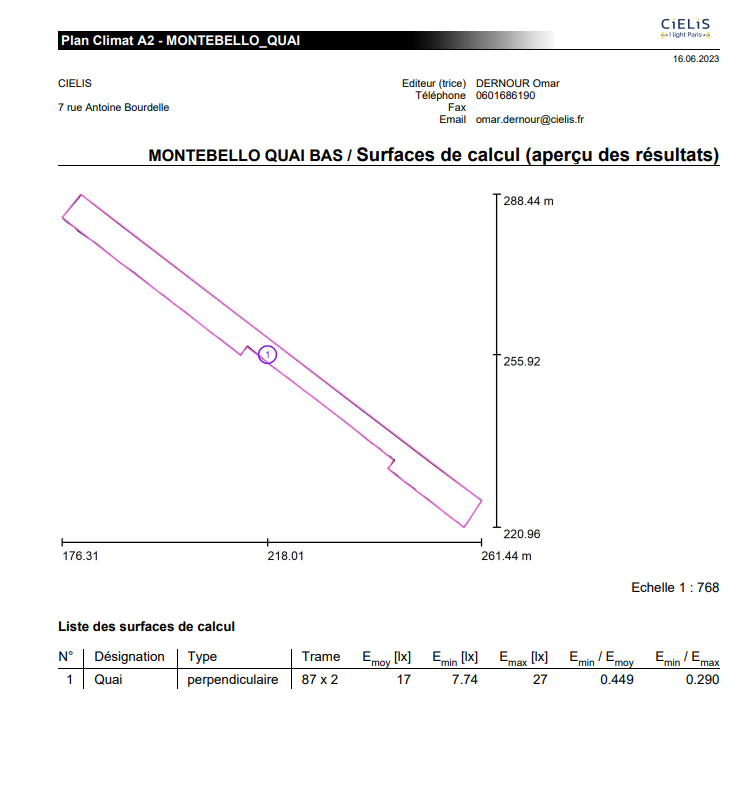 CiELiS
I light Paris
Plan Climat A2 - MONTEBELLO_QUAI
16.06.2023
CIELIS
7 rue Antoine Bourdelle
Editeur (trice) DERNOUR Omar
Téléphone 0601686190
Fax
Email omar.dernour@cielis.fr
MONTEBELLO QUAI BAS / Surfaces de calcul (aperçu des résultats)
288.44 m
1
255.92
220.96
176.31 218.01 261.44 m
Echelle 1 : 768
Liste des surfaces de calcul
N° Désignation Type Trame Emoy [lx] Emin [lx] Emax [lx] Emin / Emoy Emin / Emax
1 Quai perpendiculaire 87 x 2 17 7.74 27 0.449 0.290